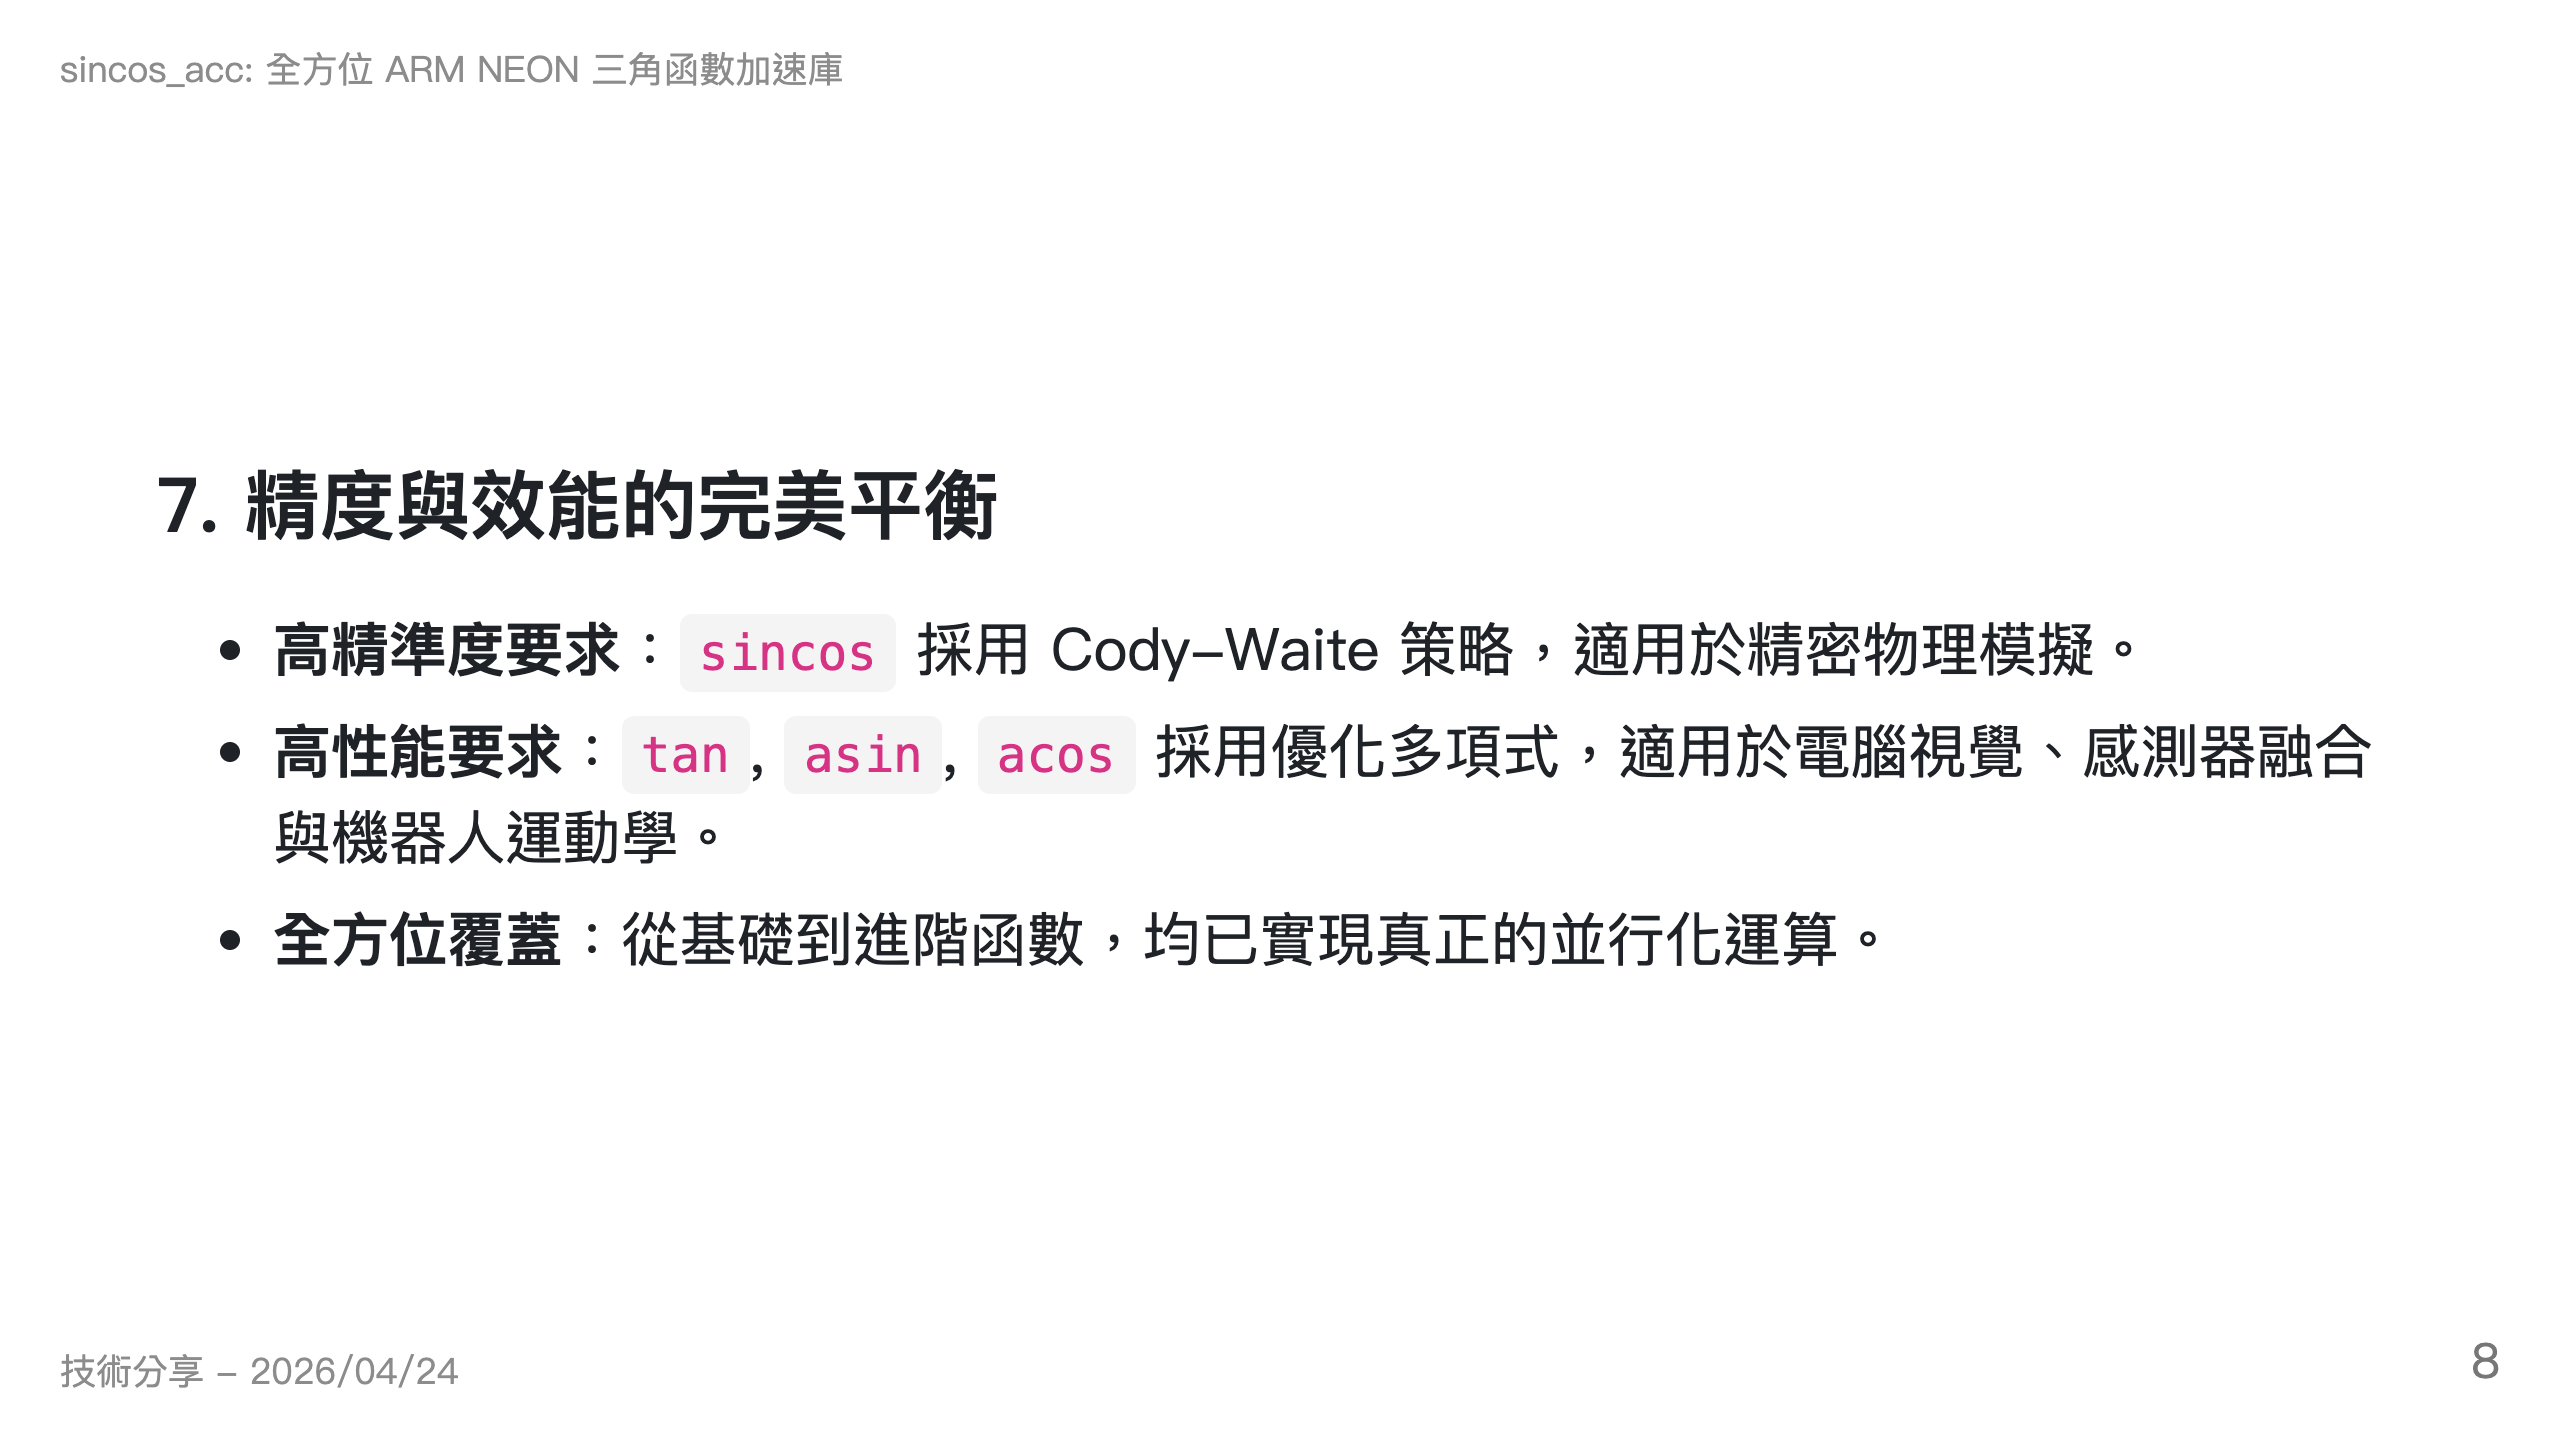 sincos_acc: 全方位 ARM NEON 三角函數加速庫
7. 精度與效能的完美平衡
• 高精準度要求：sincos 採用 Cody–Waite 策略，適用於精密物理模擬。
• 高性能要求：tan, asin, acos 採用優化多項式，適用於電腦視覺、感測器融合
與機器人運動學。
• 全方位覆蓋：從基礎到進階函數，均已實現真正的並行化運算。
技術分享 – 2026/04/24
8